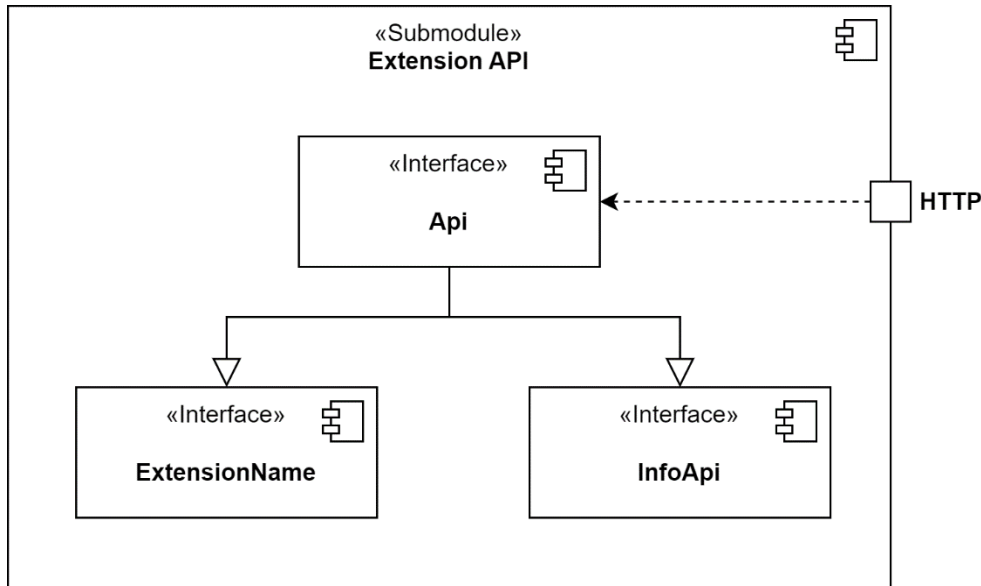 «Submodule»
Extension API
«Interface»
Api
HTTP
«Interface»
ExtensionName
«Interface»
InfoApi